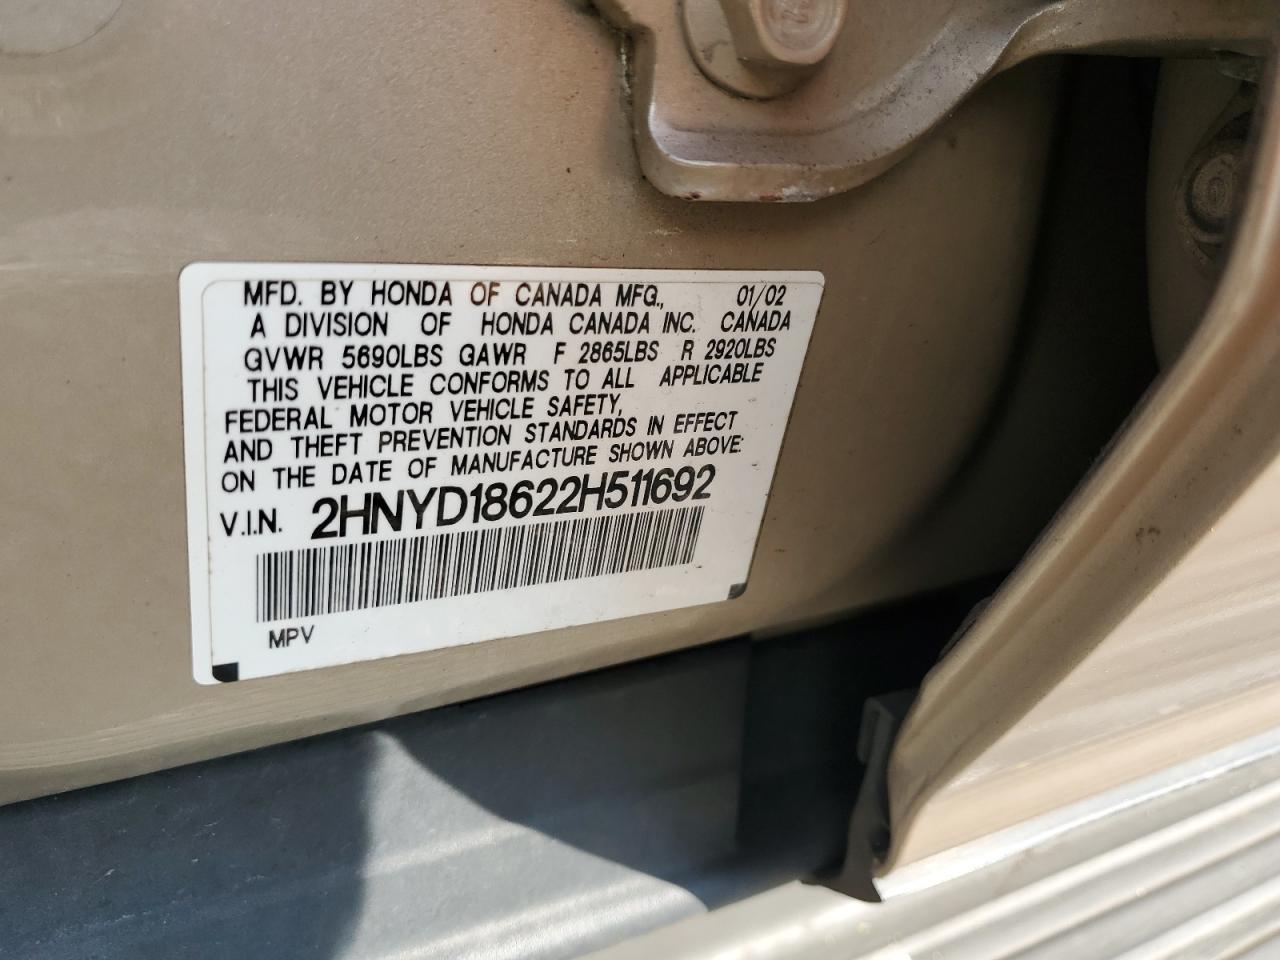 MFD. BY HONDA OF CANADA MFG., 01/02
A DIVISION OF HONDA CANADA INC. CANADA
GVWR 5690LBS GAWR F 2865LBS R 2920LBS
THIS VEHICLE CONFORMS TO ALL APPLICABLE
FEDERAL MOTOR VEHICLE SAFETY,
AND THEFT PREVENTION STANDARDS IN EFFECT
ON THE DATE OF MANUFACTURE SHOWN ABOVE:
V.I.N. 2HNYD18622H511692
MPV